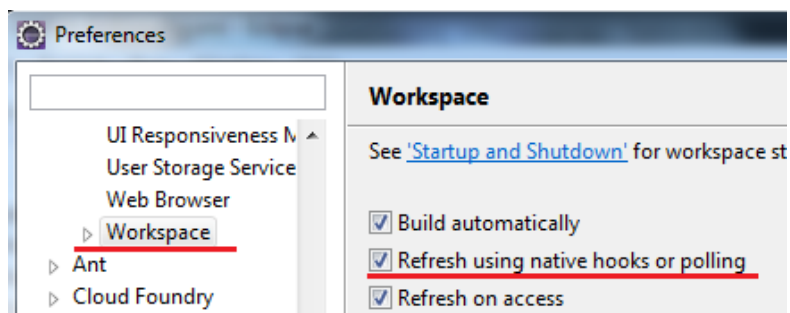 Preferences
UI Responsiveness M
User Storage Service
Web Browser
Workspace
Ant
Cloud Foundry
Workspace
See 'Startup and Shutdown' for workspace st
Build automatically
Refresh using native hooks or polling
Refresh on access